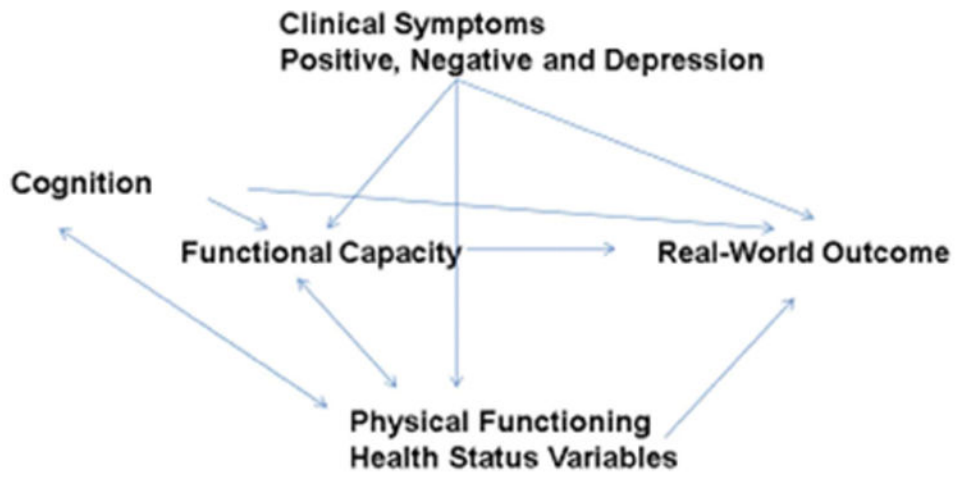 Clinical Symptoms
Positive, Negative and Depression
Cognition
Functional Capacity
Real-World Outcome
Physical Functioning
Health Status Variables